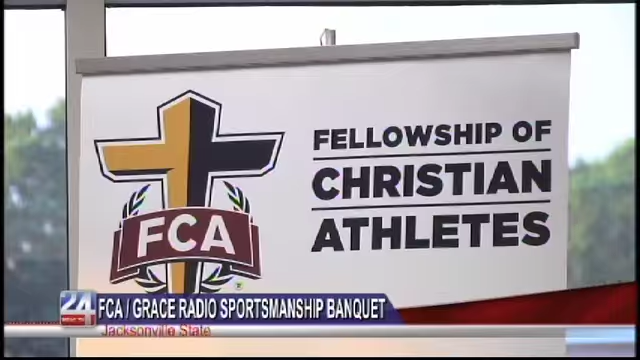 FELLOWSHIP OF
CHRISTIAN
ATHLETES
FCA
24
FCA / GRACE RADIO SPORTSMANSHIP BANQUET
Jacksonville State